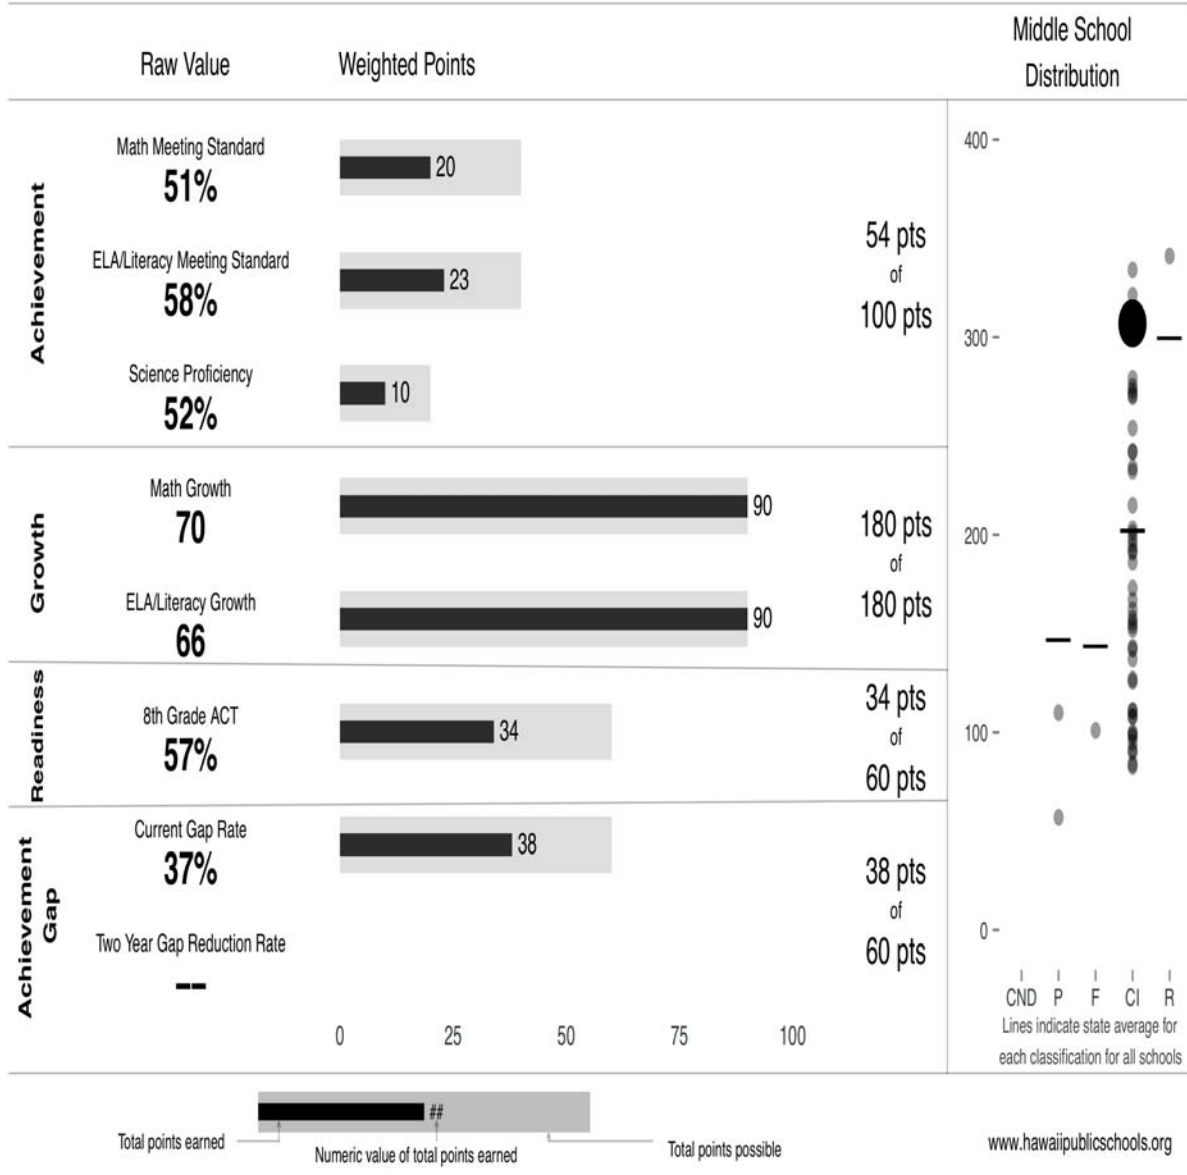 Raw Value
Weighted Points
Middle School
Distribution
Achievement
Math Meeting Standard
51%
20
ELA/Literacy Meeting Standard
58%
23
Science Proficiency
52%
10
54 pts
of
100 pts
Growth
Math Growth
70
90
ELA/Literacy Growth
66
90
180 pts
of
180 pts
Readiness
8th Grade ACT
57%
34
34 pts
of
60 pts
Achievement
Gap
Current Gap Rate
37%
38
Two Year Gap Reduction Rate
--
38 pts
of
60 pts
0 25 50 75 100
400
300
200
100
0
CND P F CI R
Lines indicate state average for
each classification for all schools
##
Total points earned
Numeric value of total points earned
Total points possible
www.hawaiipublicschools.org